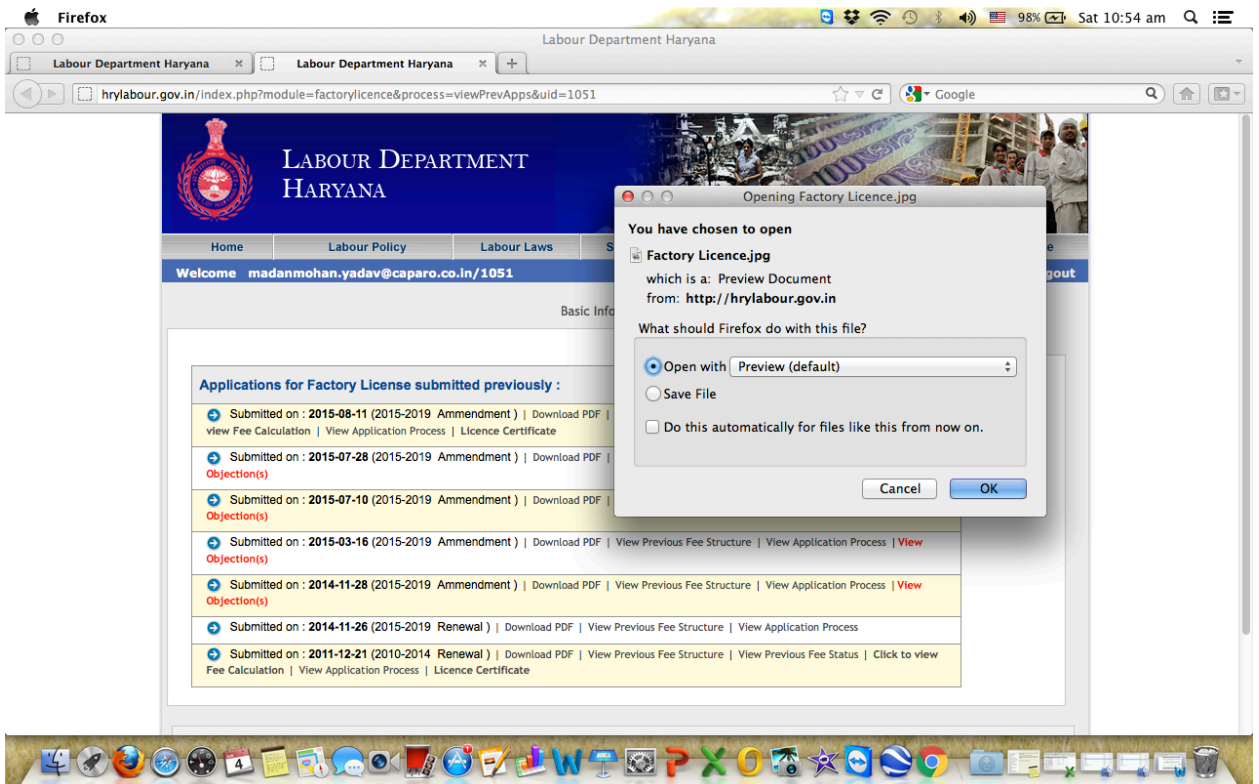 Firefox
98%
Sat 10:54 am
Labour Department Haryana
Labour Department Haryana
Labour Department Haryana
hrylabour.gov.in/index.php?module=factorylicence&process=viewPrevApps&uid=1051
Google
LABOUR DEPARTMENT
HARYANA
Home
Labour Policy
Labour Laws
Welcome madanmohan.yadav@caparo.co.in/1051
gout
Basic Info
Opening Factory Licence.jpg
You have chosen to open
Factory Licence.jpg
which is a: Preview Document
from: http://hrylabour.gov.in
What should Firefox do with this file?
Open with Preview (default)
Save File
Do this automatically for files like this from now on.
Cancel
OK
Applications for Factory License submitted previously :
Submitted on : 2015-08-11 (2015-2019 Ammendment ) | Download PDF |
view Fee Calculation | View Application Process | Licence Certificate
Submitted on : 2015-07-28 (2015-2019 Ammendment ) | Download PDF |
Objection(s)
Submitted on : 2015-07-10 (2015-2019 Ammendment ) | Download PDF |
Objection(s)
Submitted on : 2015-03-16 (2015-2019 Ammendment ) | Download PDF | View Previous Fee Structure | View Application Process | View
Objection(s)
Submitted on : 2014-11-28 (2015-2019 Ammendment ) | Download PDF | View Previous Fee Structure | View Application Process | View
Objection(s)
Submitted on : 2014-11-26 (2015-2019 Renewal ) | Download PDF | View Previous Fee Structure | View Application Process
Submitted on : 2011-12-21 (2010-2014 Renewal ) | Download PDF | View Previous Fee Structure | View Previous Fee Status | Click to view
Fee Calculation | View Application Process | Licence Certificate
4